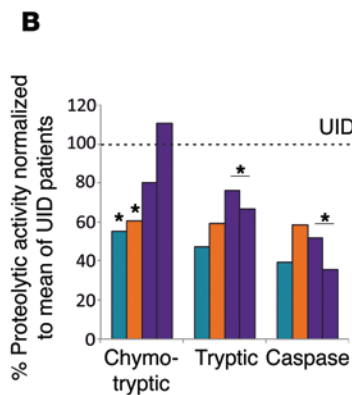 B
% Proteolytic activity normalized
to mean of UID patients
120
100
80
60
40
20
0
UID
*
*
*
*
Chymo-
tryptic
Tryptic
Caspase